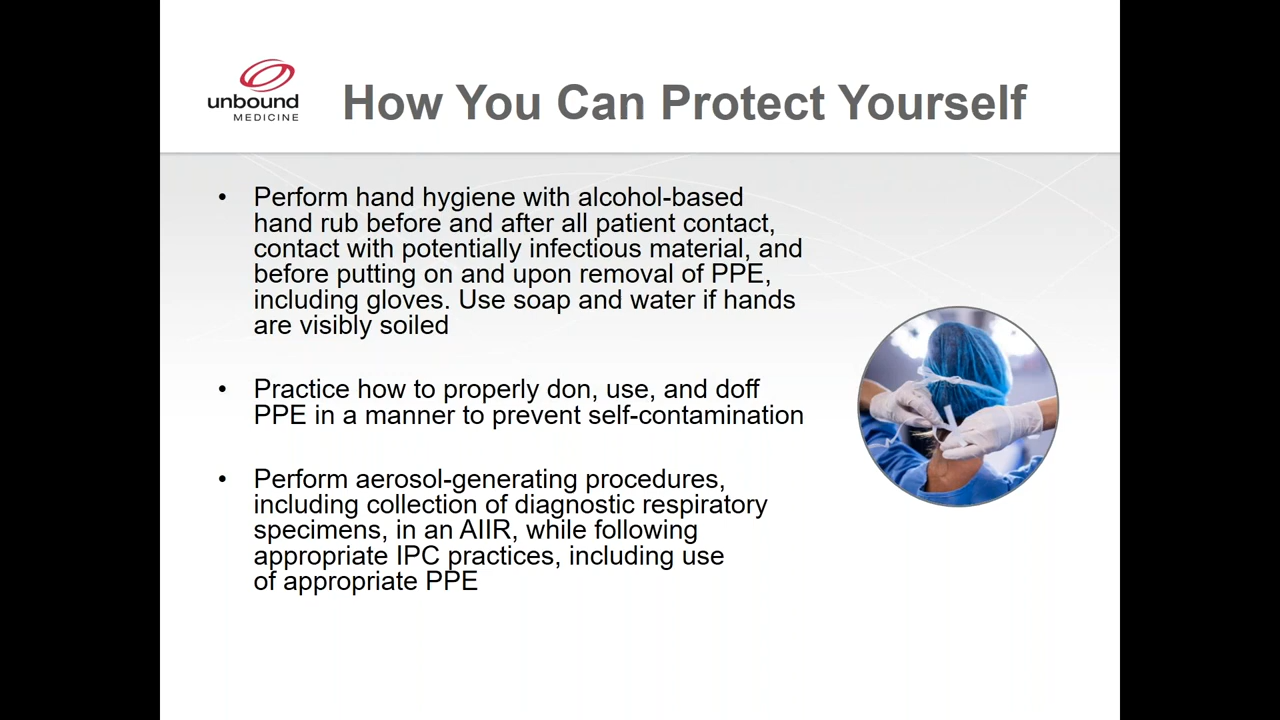 unbound
MEDICINE
How You Can Protect Yourself
• Perform hand hygiene with alcohol-based
hand rub before and after all patient contact,
contact with potentially infectious material, and
before putting on and upon removal of PPE,
including gloves. Use soap and water if hands
are visibly soiled
• Practice how to properly don, use, and doff
PPE in a manner to prevent self-contamination
• Perform aerosol-generating procedures,
including collection of diagnostic respiratory
specimens, in an AIIR, while following
appropriate IPC practices, including use
of appropriate PPE